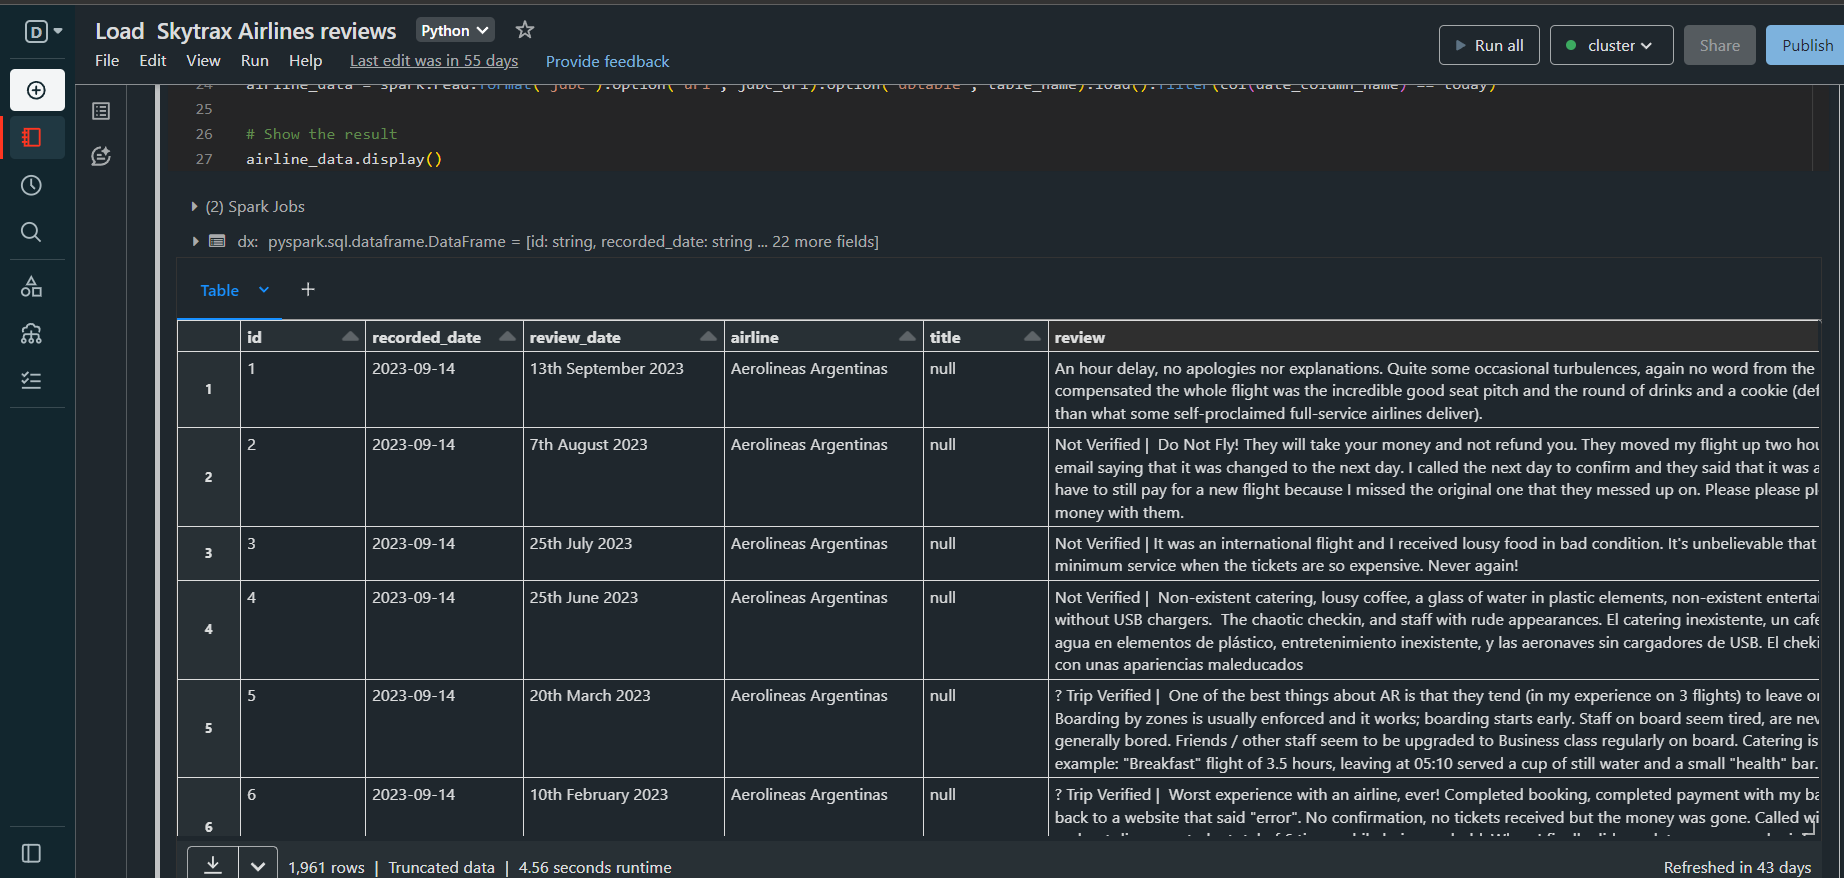 D
Load  Skytrax Airlines reviews
Python
Run all
cluster
Share
Publish
File Edit View Run Help Last edit was in 55 days Provide feedback
24 airline_data = spark.read.format("jdbc").option("url", jdbc_url).option("dbtable", table_name).load().filter(col(date_column_name) == today)
25
26 # Show the result
27 airline_data.display()
(2) Spark Jobs
dx: pyspark.sql.dataframe.DataFrame = [id: string, recorded_date: string ... 22 more fields]
Table +
id recorded_date review_date airline title review
1 1 2023-09-14 13th September 2023 Aerolineas Argentinas null An hour delay, no apologies nor explanations. Quite some occasional turbulences, again no word from the
compensated the whole flight was the incredible good seat pitch and the round of drinks and a cookie (def
than what some self-proclaimed full-service airlines deliver).
2 2 2023-09-14 7th August 2023 Aerolineas Argentinas null Not Verified |  Do Not Fly! They will take your money and not refund you. They moved my flight up two hou
email saying that it was changed to the next day. I called the next day to confirm and they said that it was a
have to still pay for a new flight because I missed the original one that they messed up on. Please please pl
money with them.
3 3 2023-09-14 25th July 2023 Aerolineas Argentinas null Not Verified | It was an international flight and I received lousy food in bad condition. It's unbelievable that
minimum service when the tickets are so expensive. Never again!
4 4 2023-09-14 25th June 2023 Aerolineas Argentinas null Not Verified |  Non-existent catering, lousy coffee, a glass of water in plastic elements, non-existent entertai
without USB chargers.  The chaotic checkin, and staff with rude appearances. El catering inexistente, un cafe
agua en elementos de plástico, entretenimiento inexistente, y las aeronaves sin cargadores de USB. El cheki
con unas apariencias maleducados
5 5 2023-09-14 20th March 2023 Aerolineas Argentinas null ? Trip Verified |  One of the best things about AR is that they tend (in my experience on 3 flights) to leave o
Boarding by zones is usually enforced and it works; boarding starts early. Staff on board seem tired, are nev
generally bored. Friends / other staff seem to be upgraded to Business class regularly on board. Catering is
example: "Breakfast" flight of 3.5 hours, leaving at 05:10 served a cup of still water and a small "health" bar.
6 6 2023-09-14 10th February 2023 Aerolineas Argentinas null ? Trip Verified |  Worst experience with an airline, ever! Completed booking, completed payment with my ba
back to a website that said "error". No confirmation, no tickets received but the money was gone. Called wi
1,961 rows | Truncated data | 4.56 seconds runtime
Refreshed in 43 days